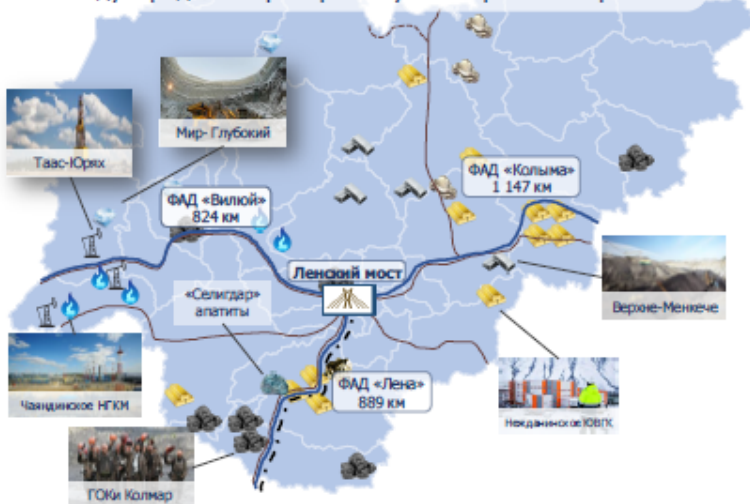 Мир- Глубокий
Таас-Юрях
ФАД «Колыма»
1 147 км
ФАД «Вилюй»
824 км
Ленский мост
«Селигдар»
апатиты
Верхне-Менкече
ФАД «Лена»
889 км
Чаяндинское НГКМ
Нежданинское ЮВГК
ГОКи Колмар